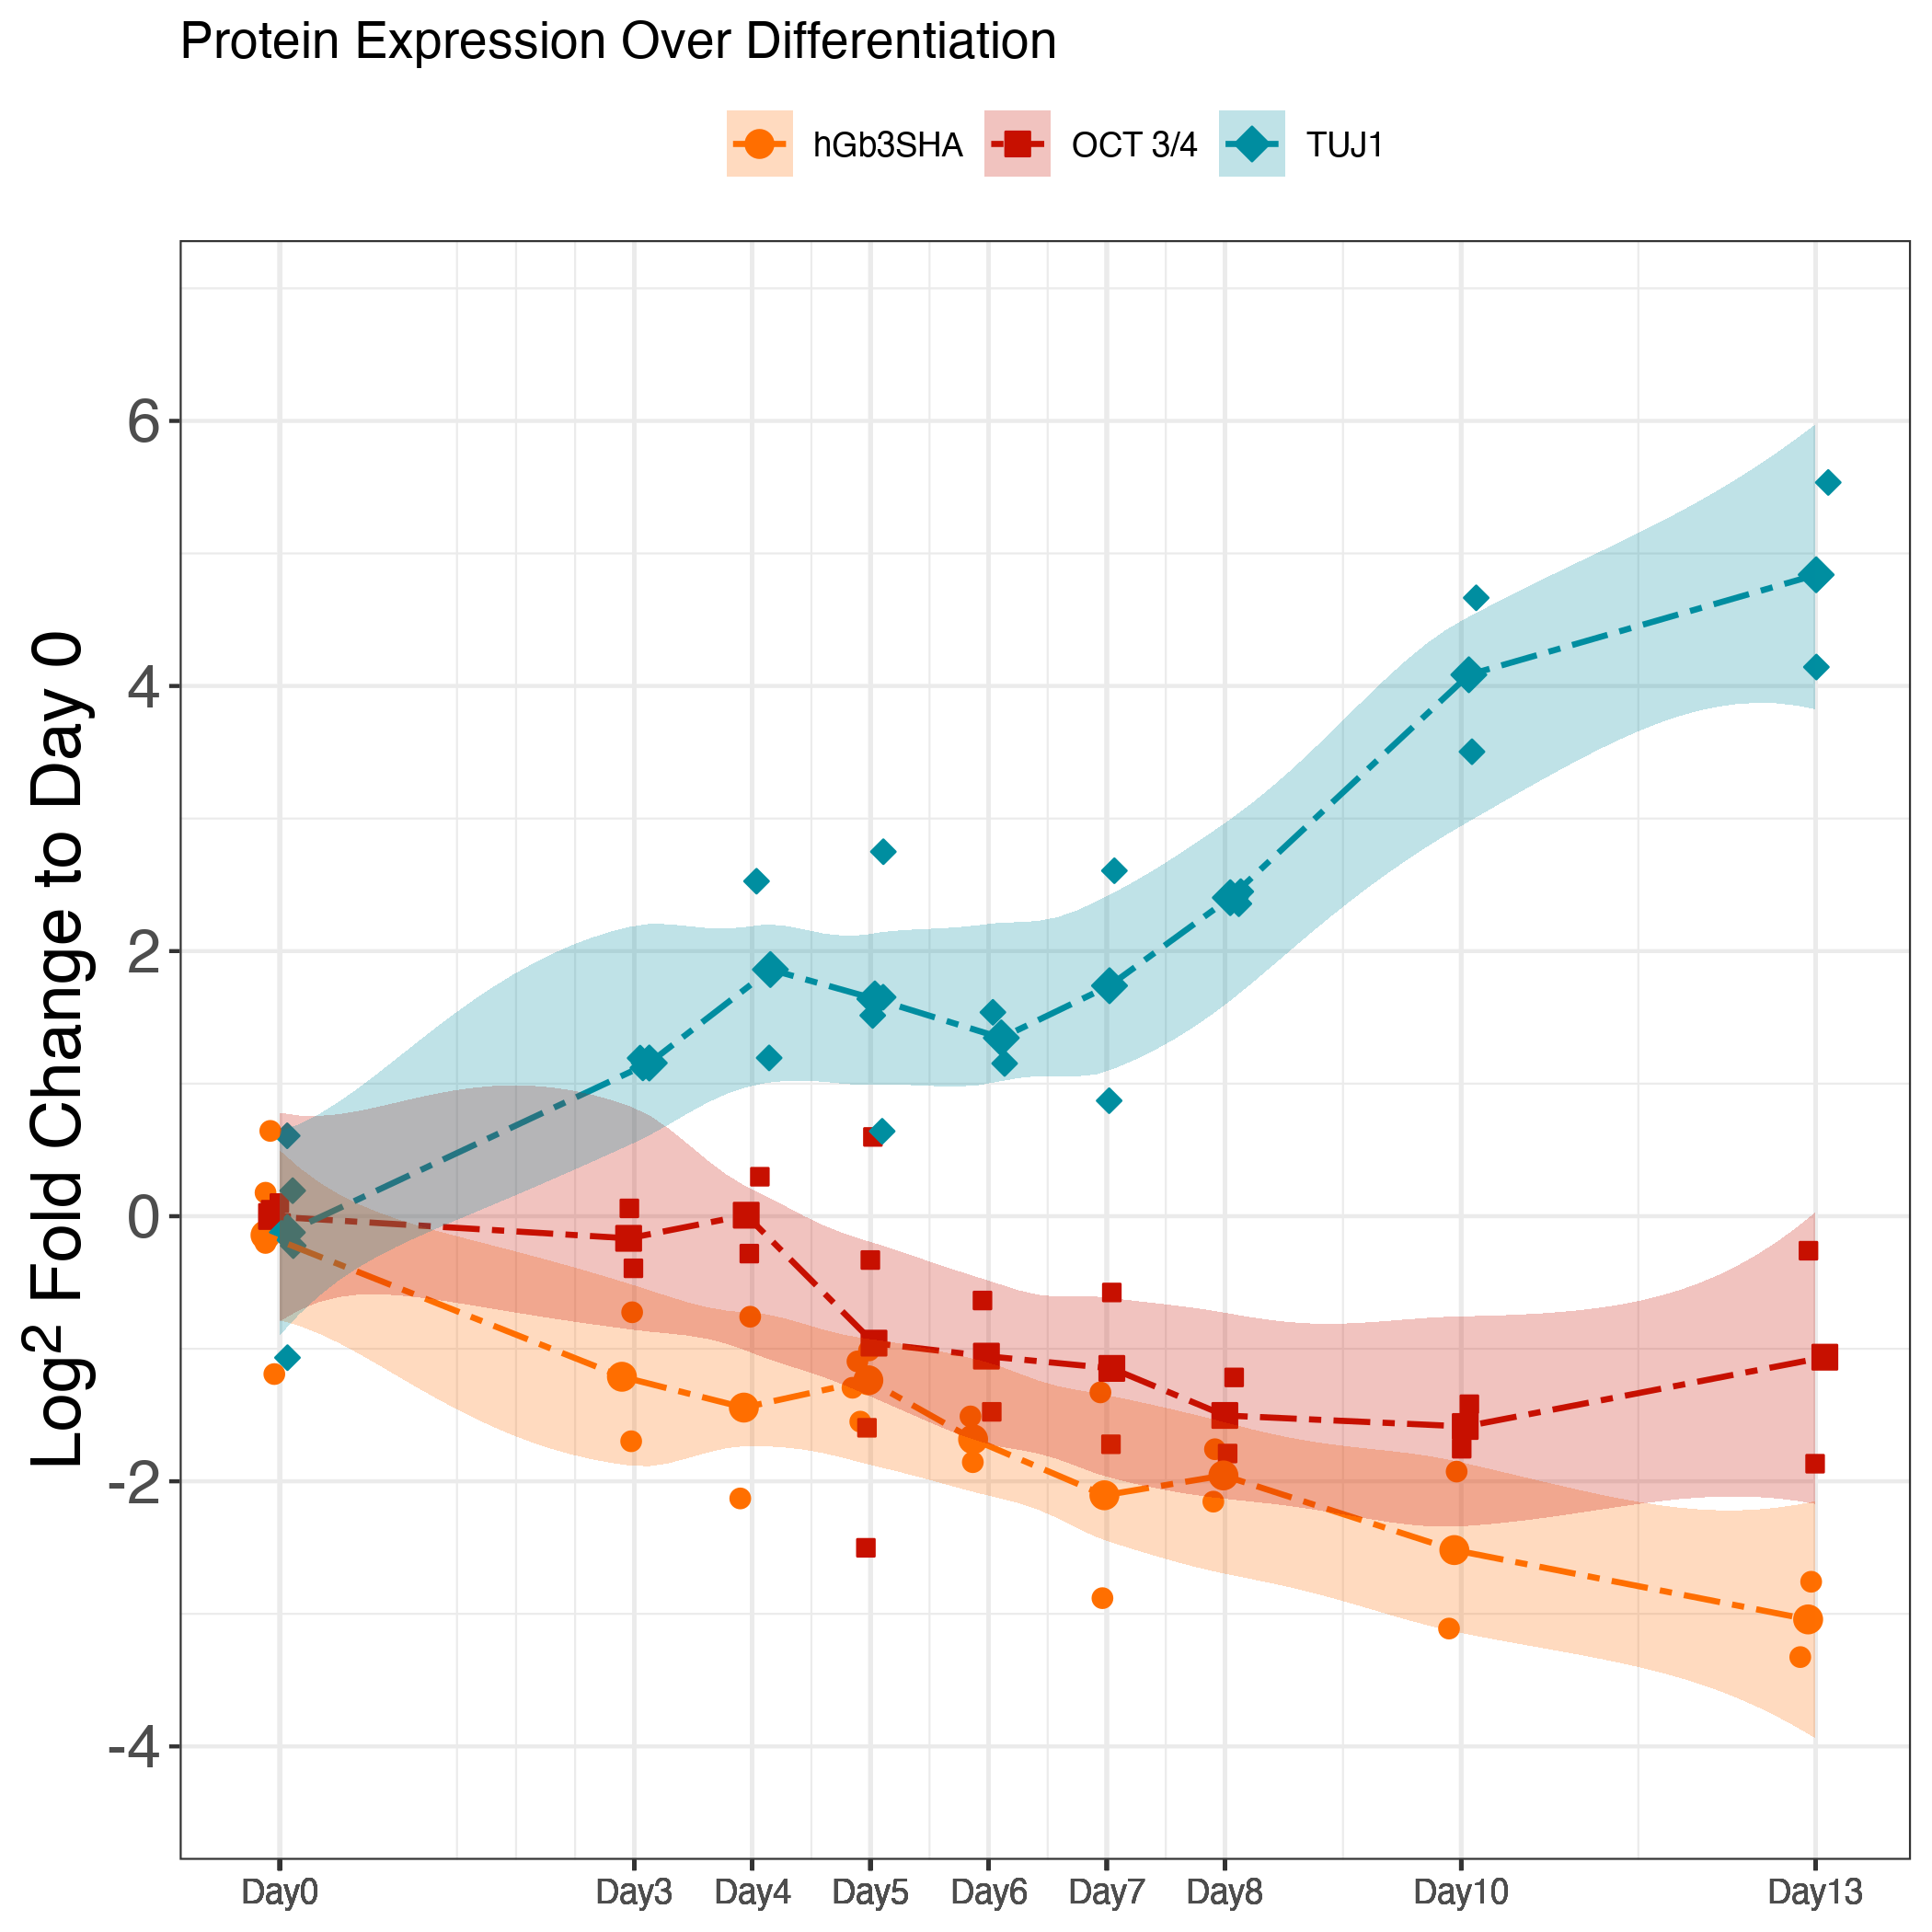 Protein Expression Over Differentiation
hGb3SHA OCT 3/4 TUJ1
Log² Fold Change to Day 0
6
4
2
0
-2
-4
Day0 Day3 Day4 Day5 Day6 Day7 Day8 Day10 Day13